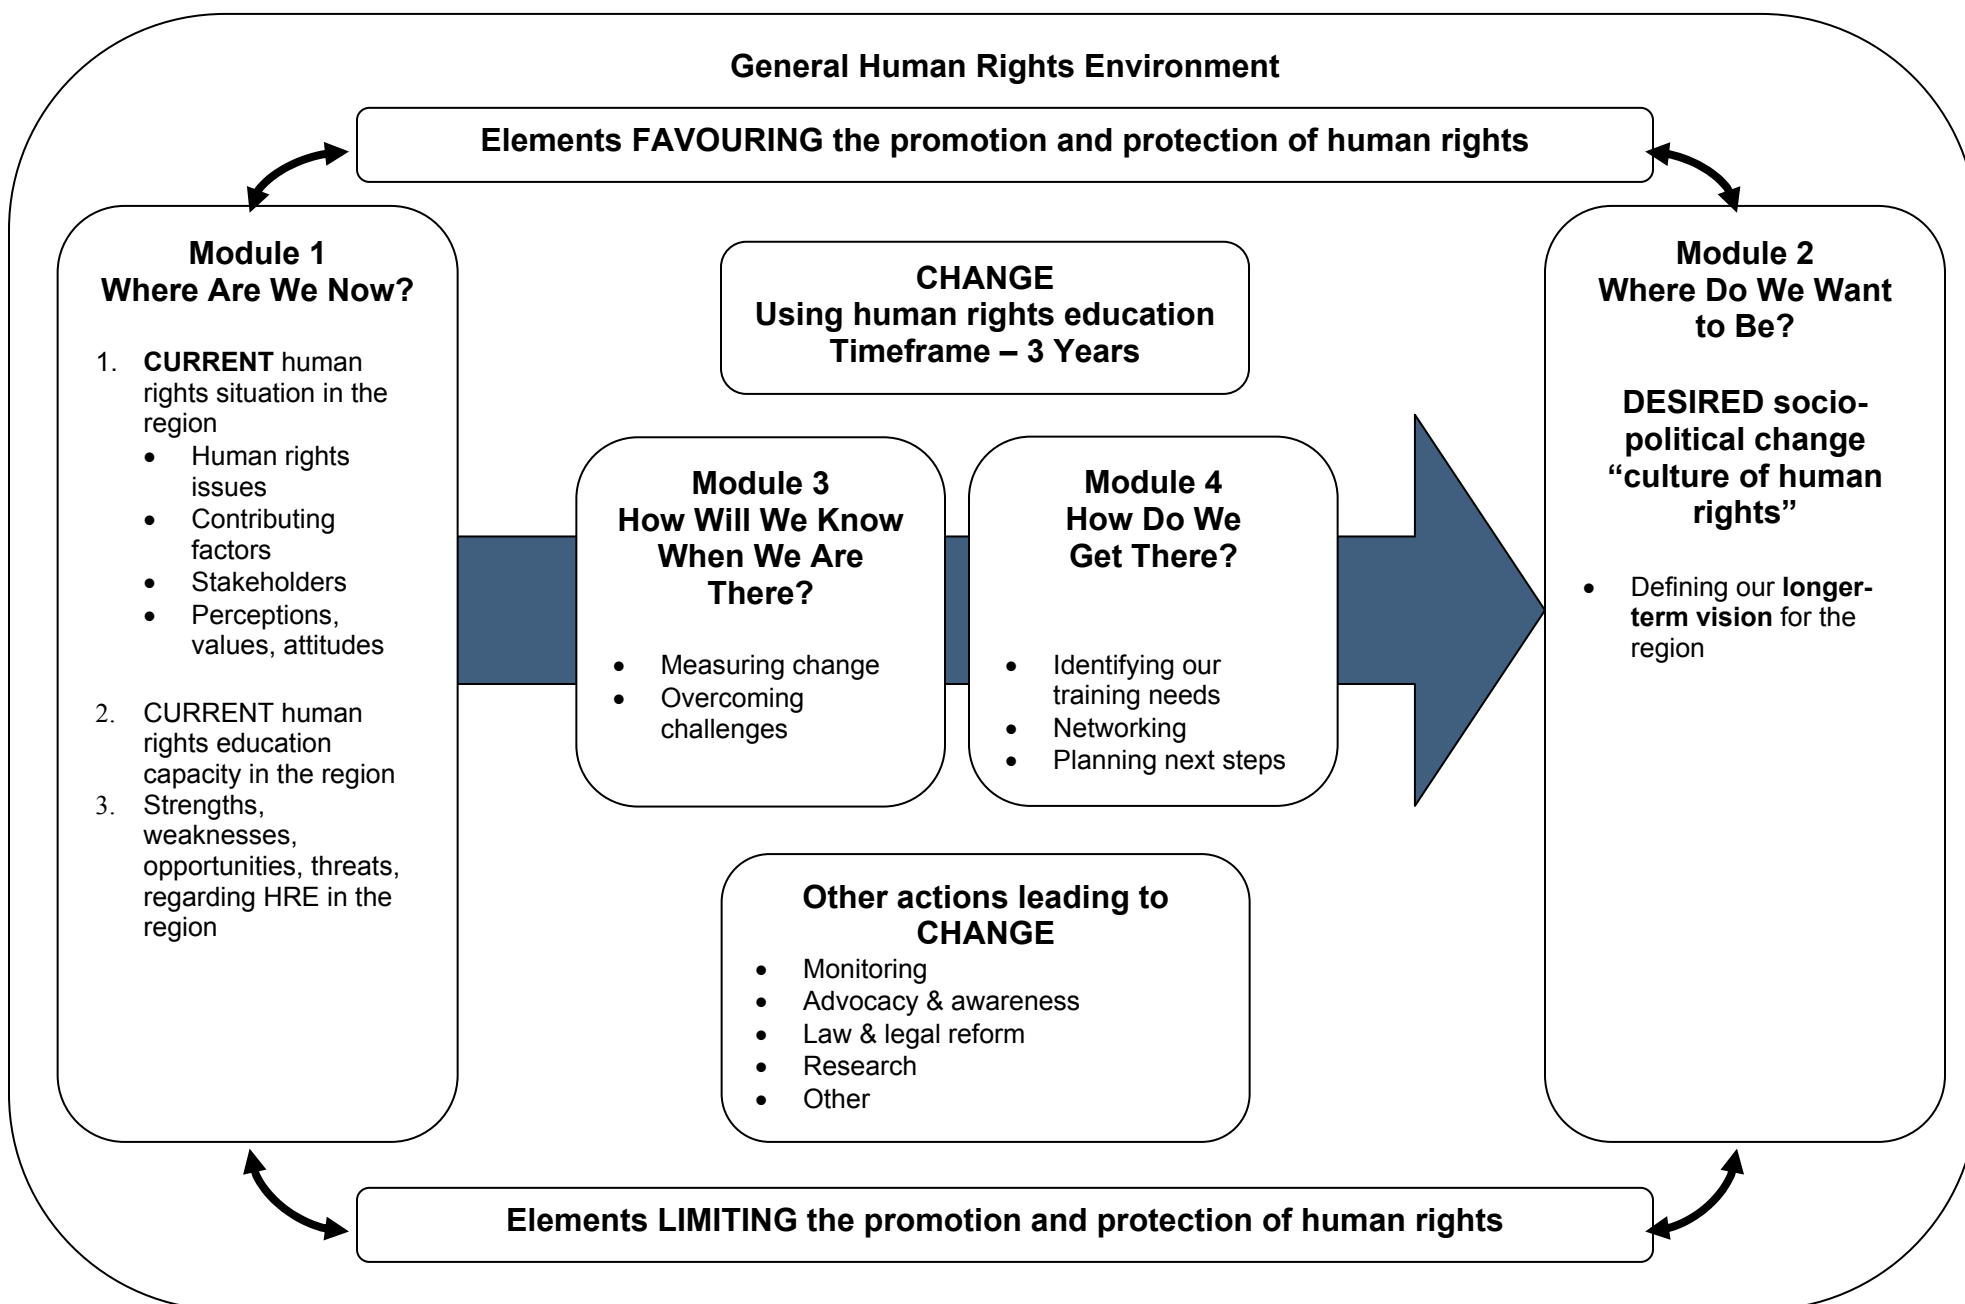 General Human Rights Environment
Elements FAVOURING the promotion and protection of human rights
Module 1
Where Are We Now?
1. CURRENT human
rights situation in the
region
• Human rights
issues
• Contributing
factors
• Stakeholders
• Perceptions,
values, attitudes
2. CURRENT human
rights education
capacity in the region
3. Strengths,
weaknesses,
opportunities, threats,
regarding HRE in the
region
CHANGE
Using human rights education
Timeframe – 3 Years
Module 3
How Will We Know
When We Are
There?
• Measuring change
• Overcoming
challenges
Module 4
How Do We
Get There?
• Identifying our
training needs
• Networking
• Planning next steps
Other actions leading to
CHANGE
• Monitoring
• Advocacy & awareness
• Law & legal reform
• Research
• Other
Module 2
Where Do We Want
to Be?
DESIRED socio-
political change
“culture of human
rights”
• Defining our longer-
term vision for the
region
Elements LIMITING the promotion and protection of human rights